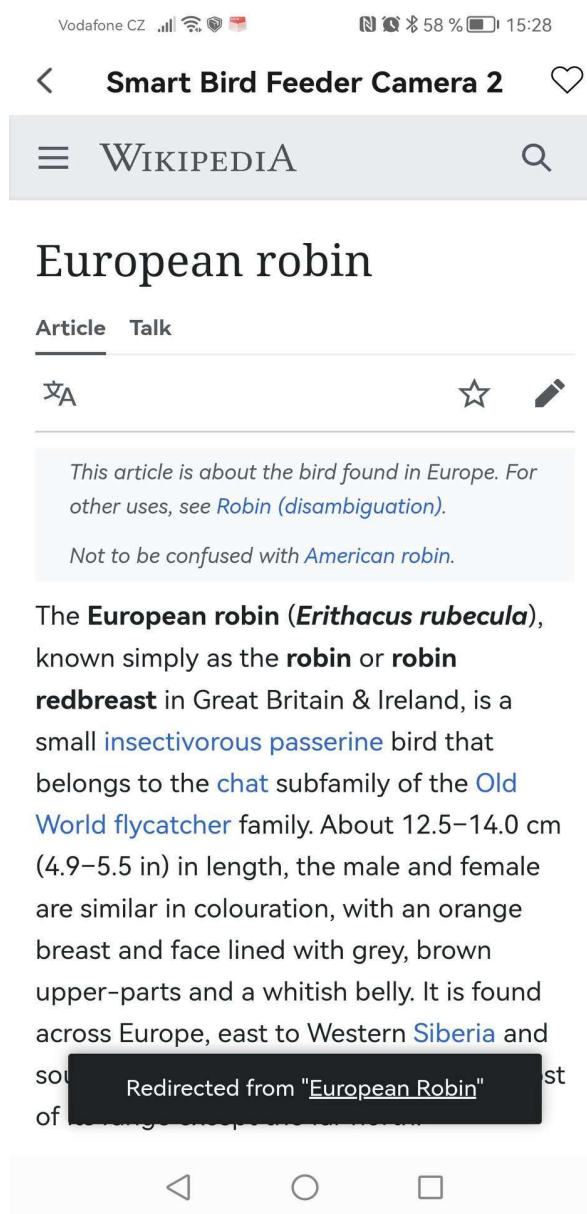 Vodafone CZ 58 % 15:28
Smart Bird Feeder Camera 2
WIKIPEDIA
European robin
Article Talk
文A
This article is about the bird found in Europe. For
other uses, see Robin (disambiguation).
Not to be confused with American robin.
The European robin (Erithacus rubecula),
known simply as the robin or robin
redbreast in Great Britain & Ireland, is a
small insectivorous passerine bird that
belongs to the chat subfamily of the Old
World flycatcher family. About 12.5–14.0 cm
(4.9–5.5 in) in length, the male and female
are similar in colouration, with an orange
breast and face lined with grey, brown
upper-parts and a whitish belly. It is found
across Europe, east to Western Siberia and
Redirected from "European Robin"
of